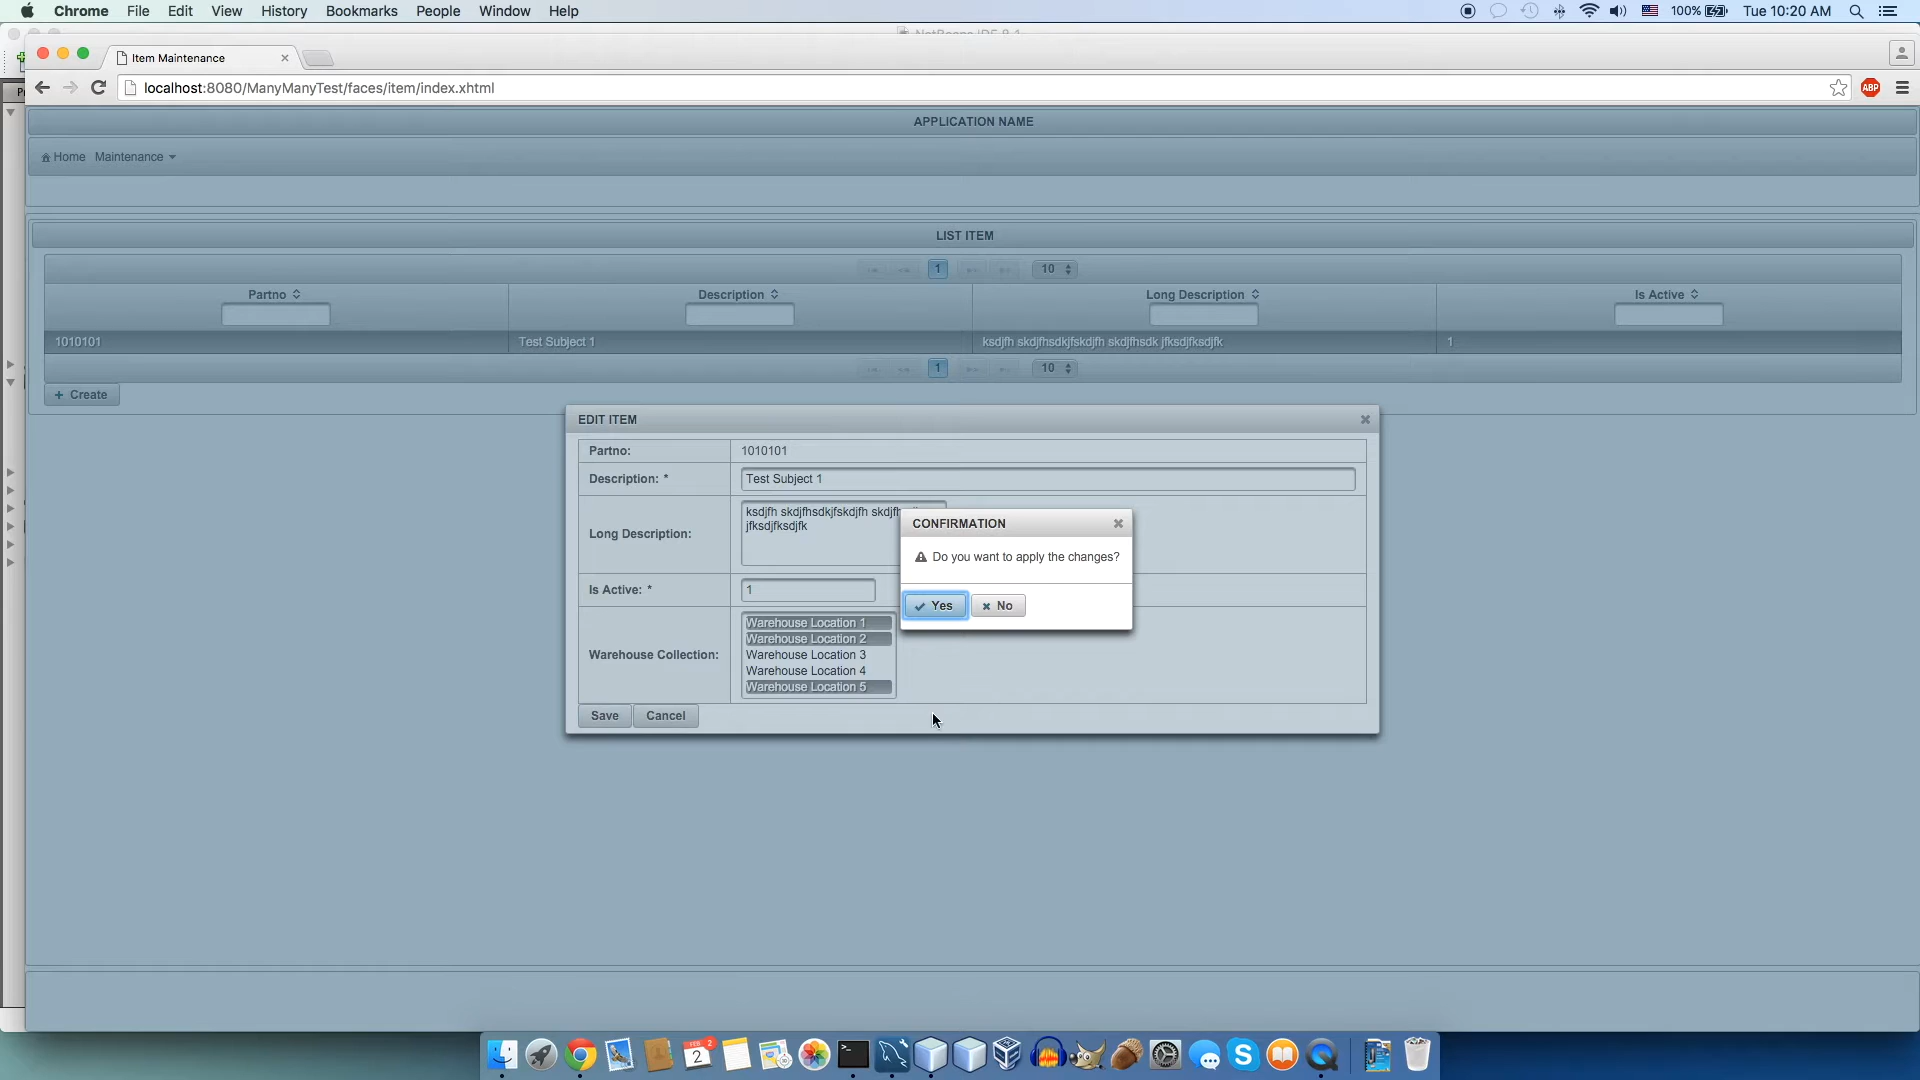 Chrome File Edit View History Bookmarks People Window Help 100% Tue 10:20 AM
Item Maintenance
localhost:8080/ManyManyTest/faces/item/index.xhtml
ABP
APPLICATION NAME
Home Maintenance
LIST ITEM
1 10
Partno Description Long Description Is Active
1010101 Test Subject 1 ksdjfh skdjfhsdkjfskdjfh skdjfhsdk jfksdjfksdjfk 1
1 10
+ Create
EDIT ITEM
Partno: 1010101
Description: * Test Subject 1
Long Description: ksdjfh skdjfhsdkjfskdjfh
jfksdjfksdjfk
CONFIRMATION
Do you want to apply the changes?
Yes No
Is Active: * 1
Warehouse Collection:
Warehouse Location 1
Warehouse Location 2
Warehouse Location 3
Warehouse Location 4
Warehouse Location 5
Save Cancel
FEB 2
2